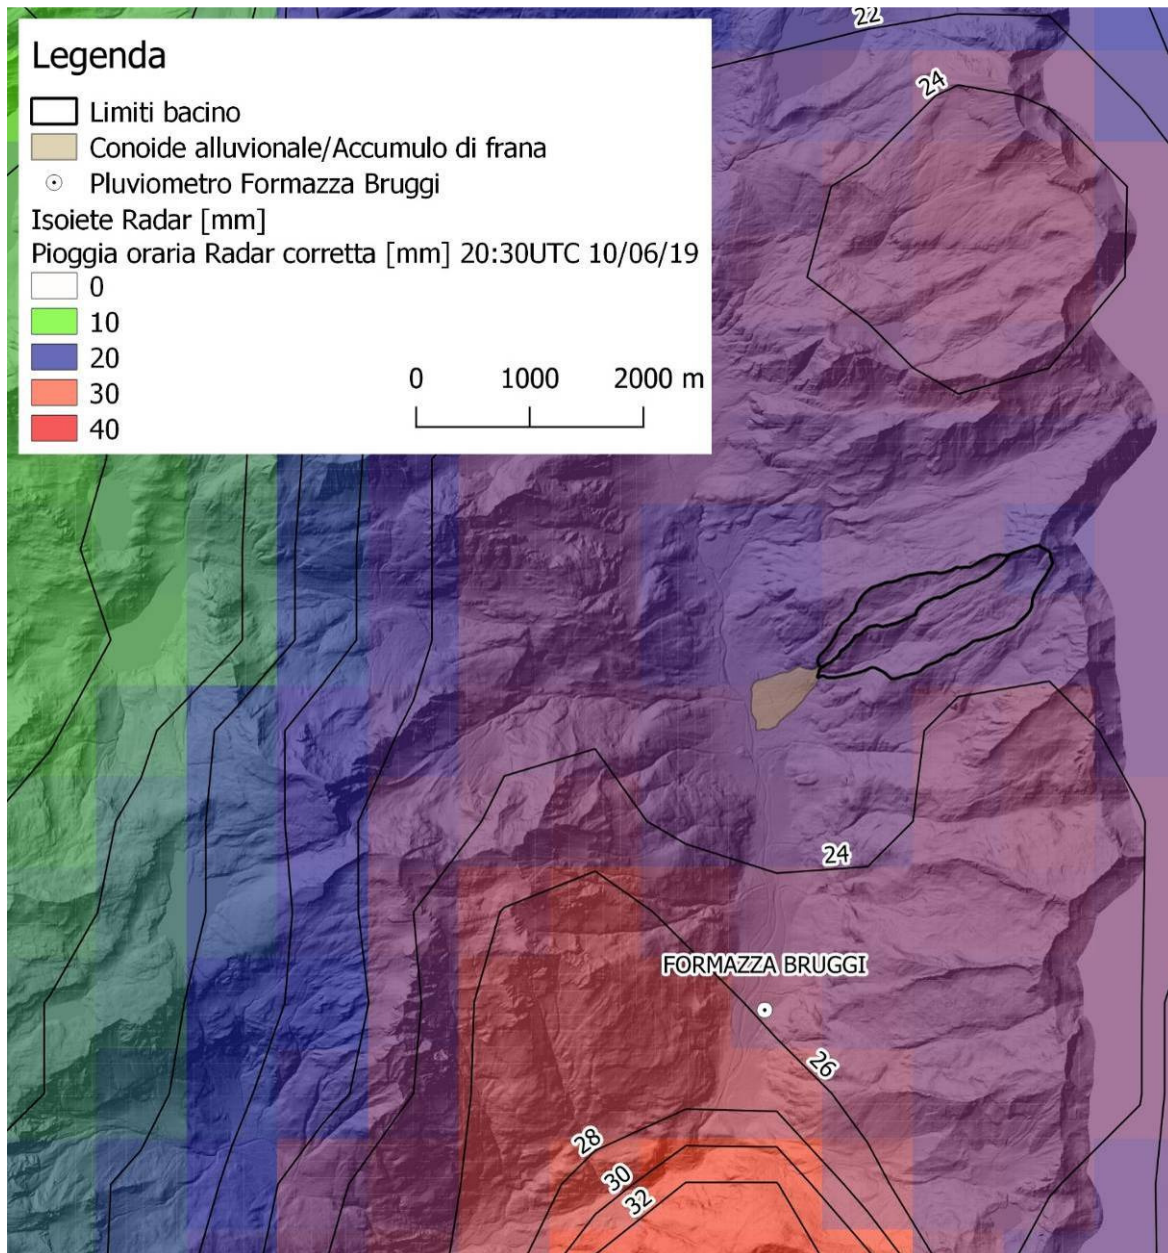 22
24
Legenda
Limiti bacino
Conoide alluvionale/Accumulo di frana
Pluviometro Formazza Bruggi
Isoiete Radar [mm]
Pioggia oraria Radar corretta [mm] 20:30UTC 10/06/19
0
10
20
30
40
0 1000 2000 m
24
FORMAZZA BRUGGI
26
28
30
32